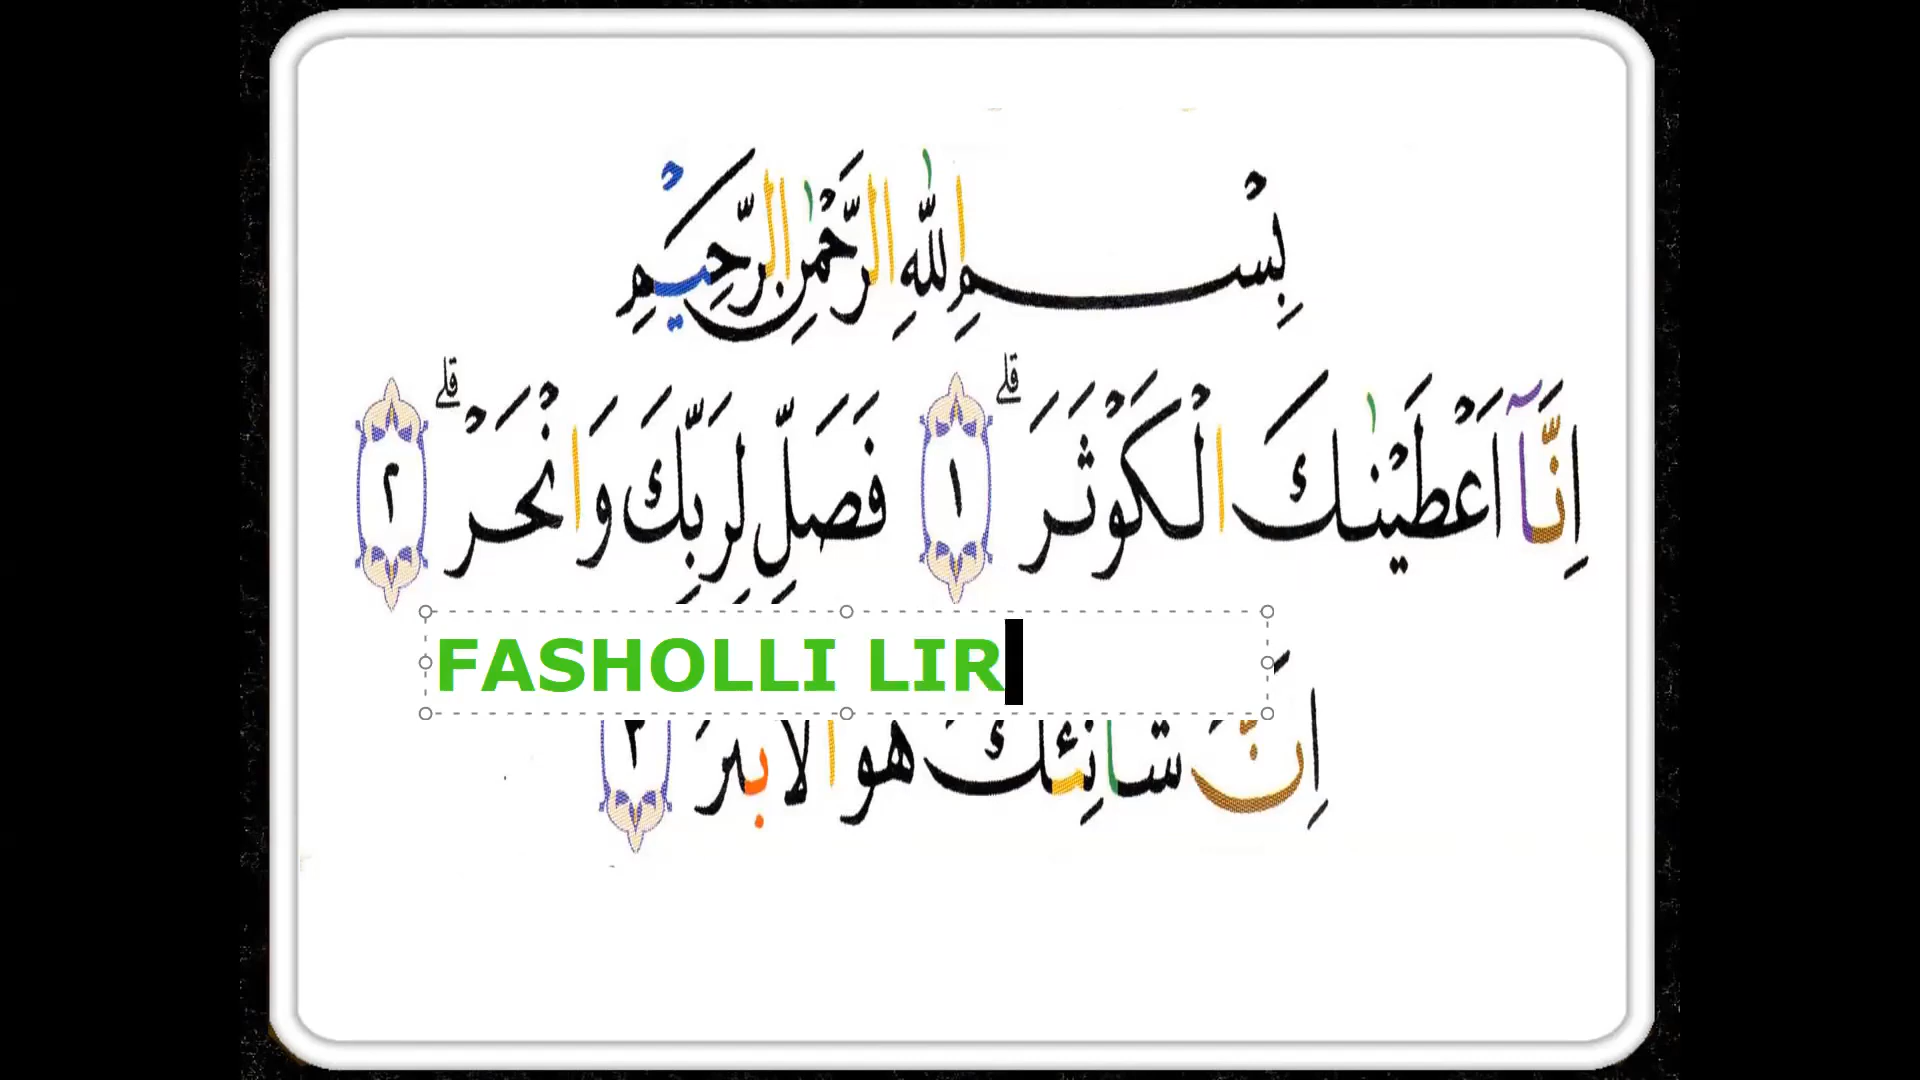 بِسْمِ اللّٰهِ الرَّحْمٰنِ الرَّحِيْمِ
اِنَّآ اَعْطَيْنٰكَ الْكَوْثَرَ ۗ ١ فَصَلِّ لِرَبِّكَ وَانْحَرْ ۗ ٢
FASHOLLI LIR
اِنَّ شَانِئَكَ هُوَ الْاَبْتَرُ ٣